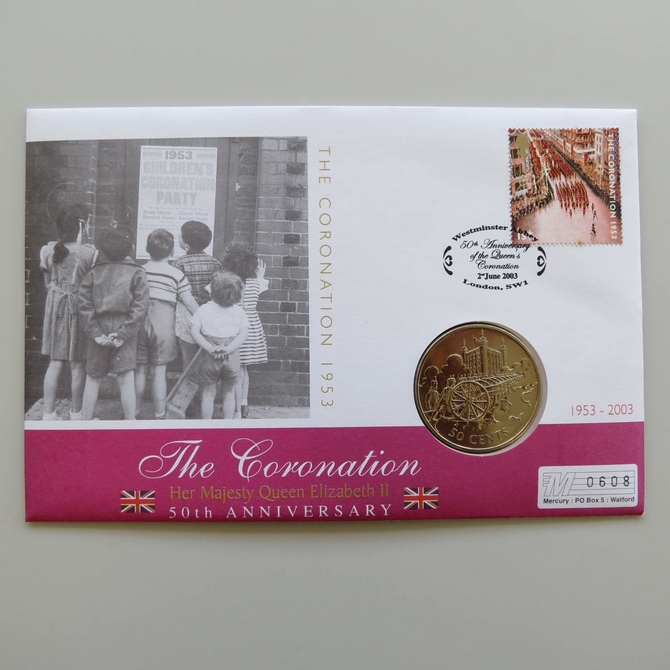 1953
CHILDREN'S
CORONATION
PARTY
THE CORONATION 1953
THE CORONATION 1953
Westminster Abbey
50th Anniversary
of the Queen's
Coronation
2nd June 2003
London, SW1
50 CENTS
1953 - 2003
The Coronation
Her Majesty Queen Elizabeth II
50th ANNIVERSARY
0608
Mercury : PO Box 5 : Watford